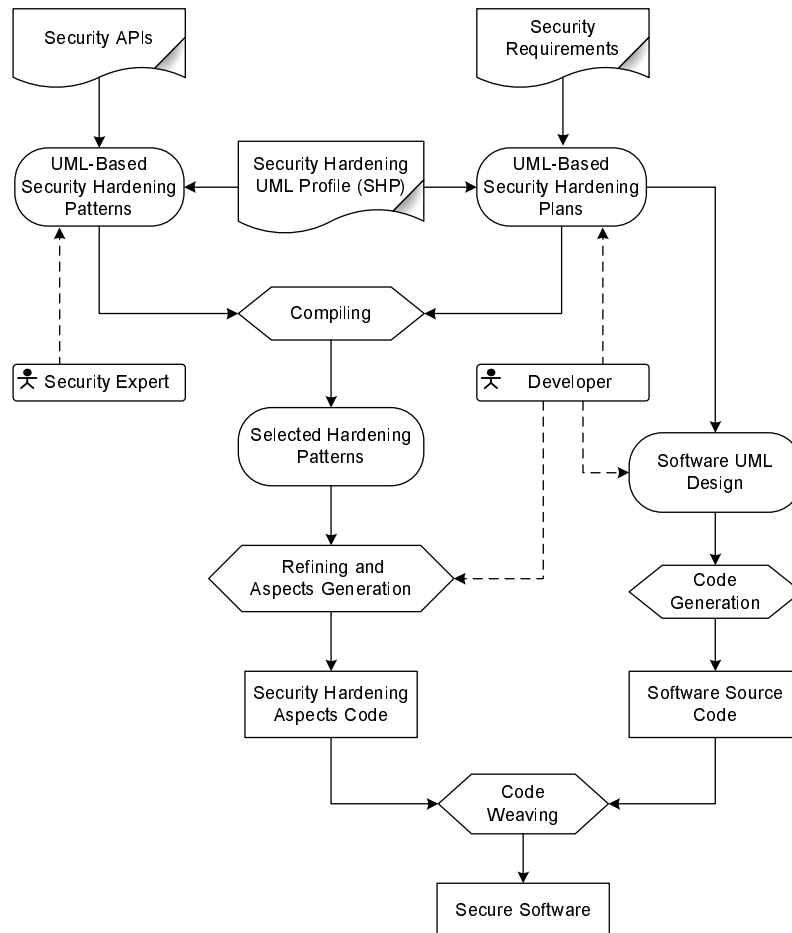 Security APIs
Security
Requirements
UML-Based
Security Hardening
Patterns
Security Hardening
UML Profile (SHP)
UML-Based
Security Hardening
Plans
Compiling
Security Expert
Developer
Selected Hardening
Patterns
Software UML
Design
Refining and
Aspects Generation
Code
Generation
Security Hardening
Aspects Code
Software Source
Code
Code
Weaving
Secure Software